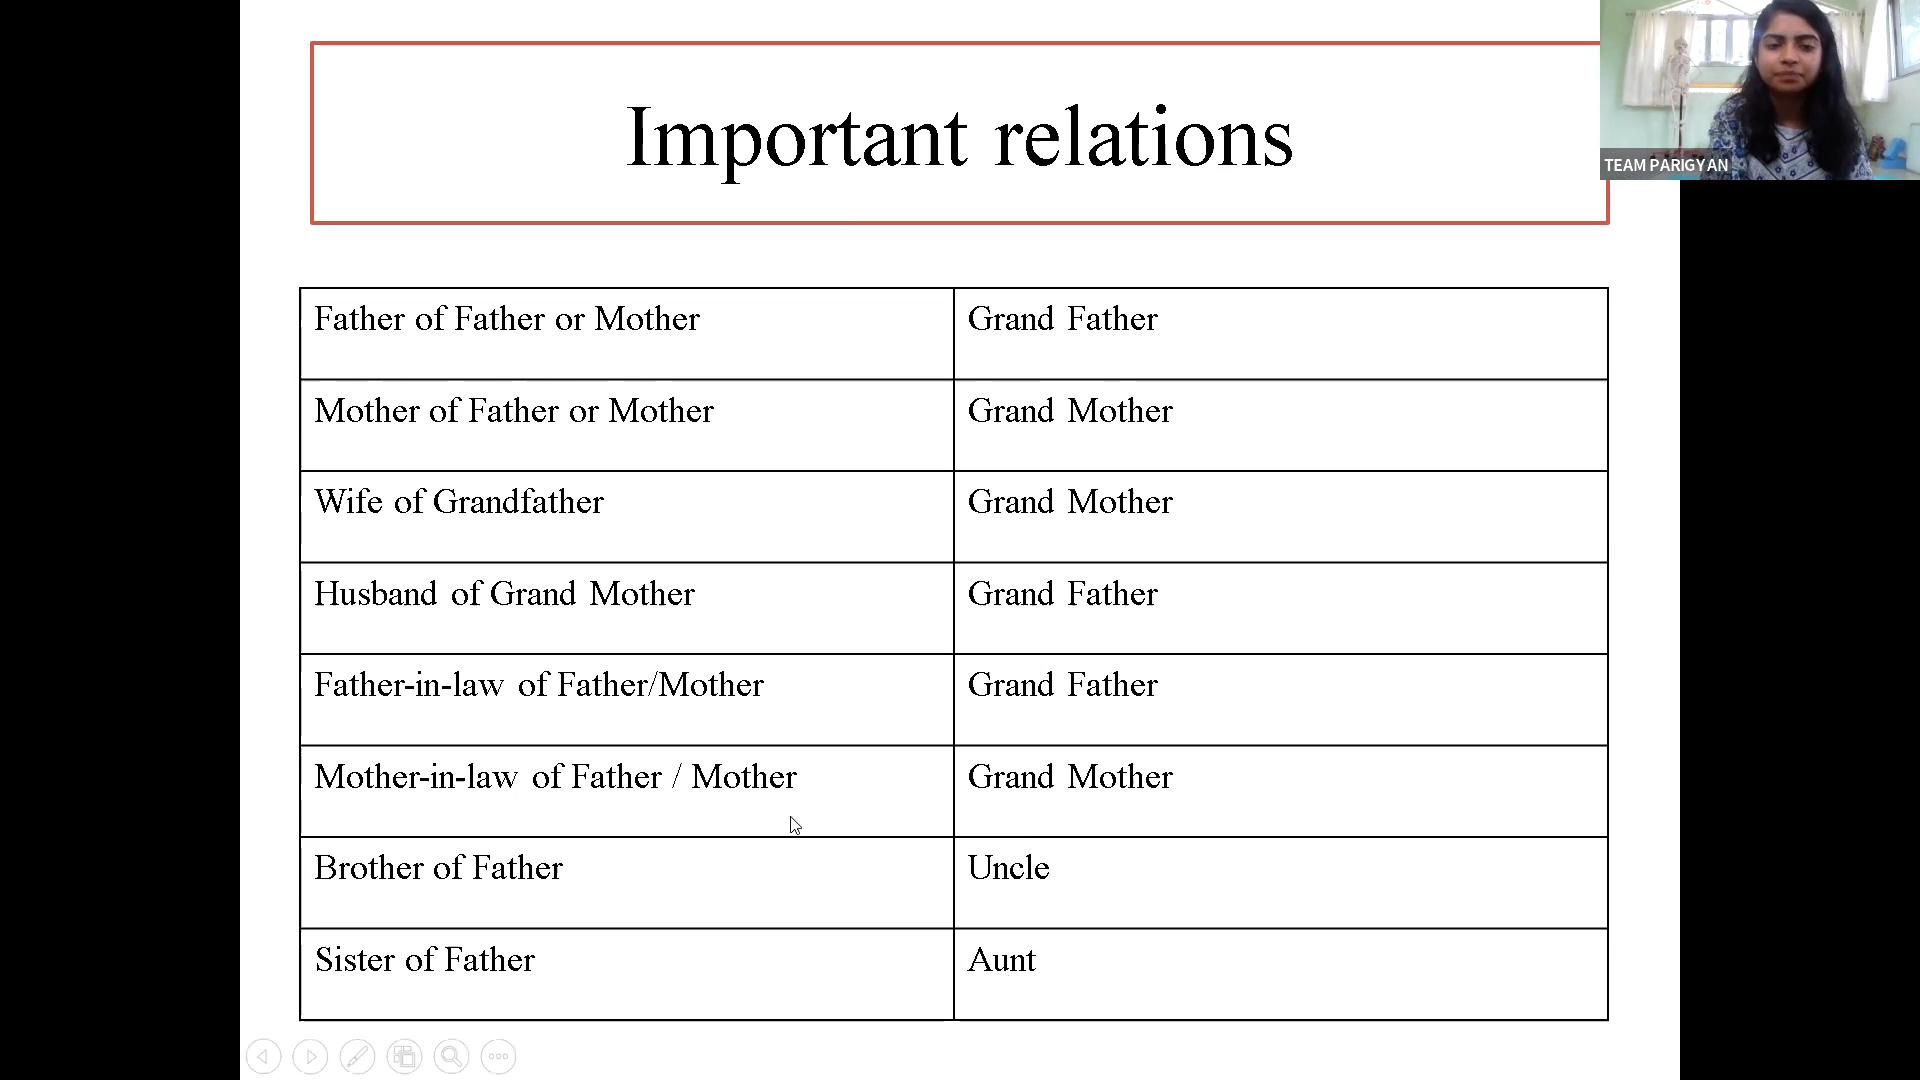 Important relations
TEAM PARIGYAN
Father of Father or Mother
Grand Father
Mother of Father or Mother
Grand Mother
Wife of Grandfather
Grand Mother
Husband of Grand Mother
Grand Father
Father-in-law of Father/Mother
Grand Father
Mother-in-law of Father / Mother
Grand Mother
Brother of Father
Uncle
Sister of Father
Aunt